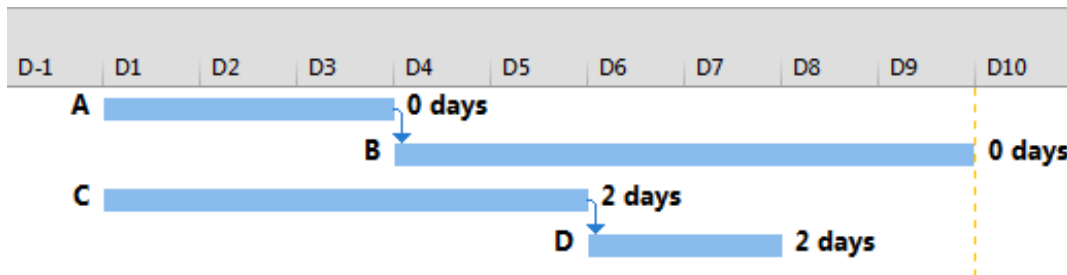 D-1 D1 D2 D3 D4 D5 D6 D7 D8 D9 D10
A 0 days
B 0 days
C 2 days
D 2 days